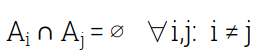 Aᵢ ∩ Aⱼ = ∅ ∀ i,j: i ≠ j